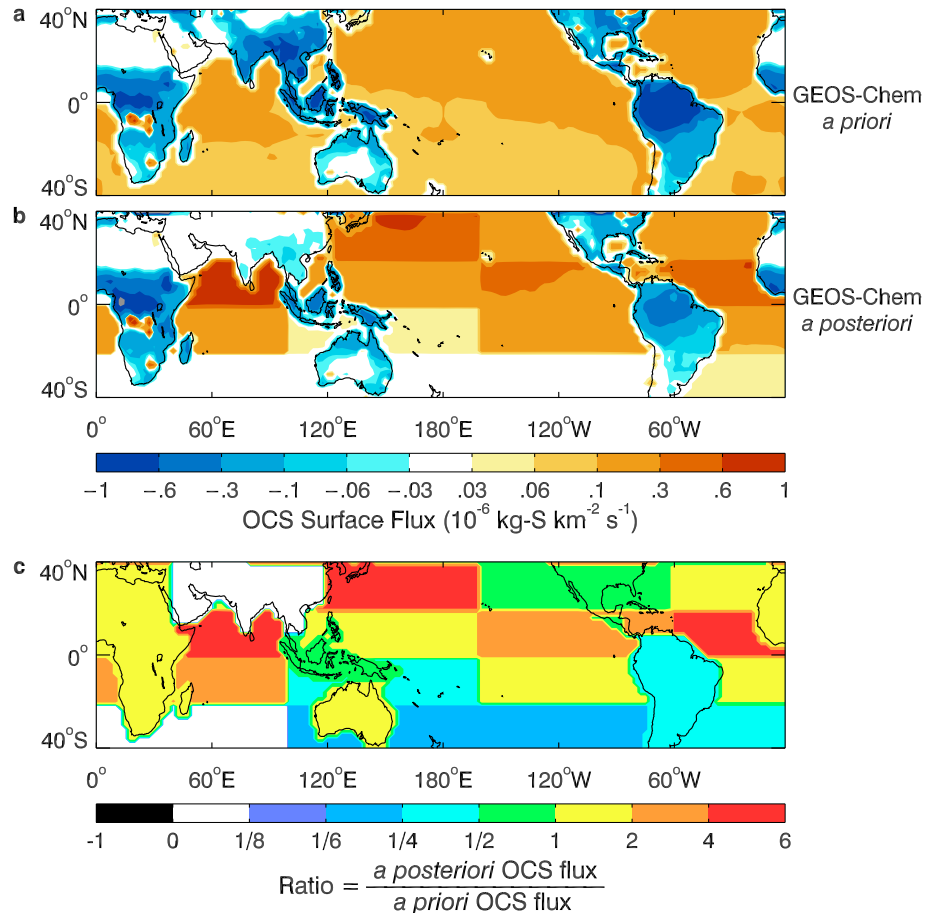 a
40°N
0°
40°S
GEOS-Chem
a priori
b
40°N
0°
40°S
GEOS-Chem
a posteriori
0° 60°E 120°E 180°E 120°W 60°W
−1 −.6 −.3 −.1 −.06 −.03 .03 .06 .1 .3 .6 1
OCS Surface Flux (10⁻⁶ kg-S km⁻² s⁻¹)
c
40°N
0°
40°S
0° 60°E 120°E 180°E 120°W 60°W
-1 0 1/8 1/6 1/4 1/2 1 2 4 6
a posteriori OCS flux
Ratio =
a priori OCS flux